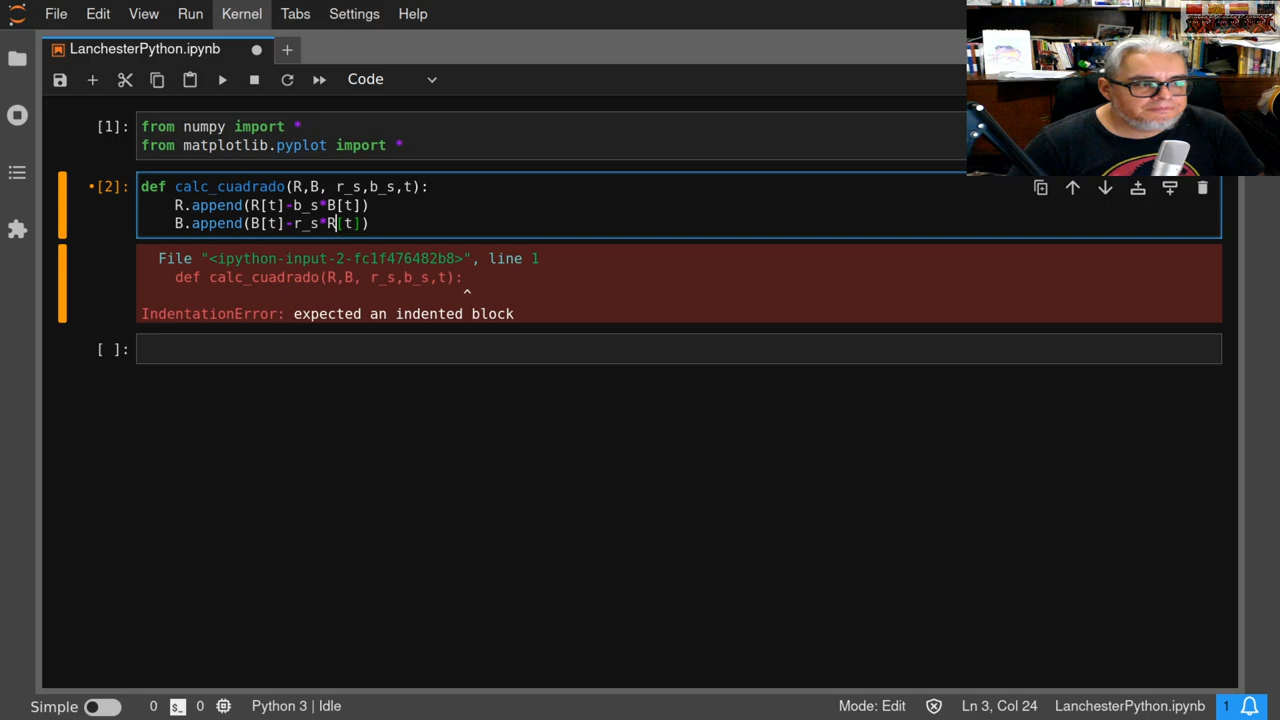 File Edit View Run Kernel Tabs Settings Help
LanchesterPython.ipynb
Code
[1]:
from numpy import *
from matplotlib.pyplot import *
[2]:
def calc_cuadrado(R,B, r_s,b_s,t):
R.append(R[t]-b_s*B[t])
B.append(B[t]-r_s*R[t])
File "<ipython-input-2-fc1f476482b8>", line 1
def calc_cuadrado(R,B, r_s,b_s,t):
^
IndentationError: expected an indented block
[ ]:
Simple 0 $_ 0 Python 3 | Idle Mode: Edit Ln 3, Col 24 LanchesterPython.ipynb 1